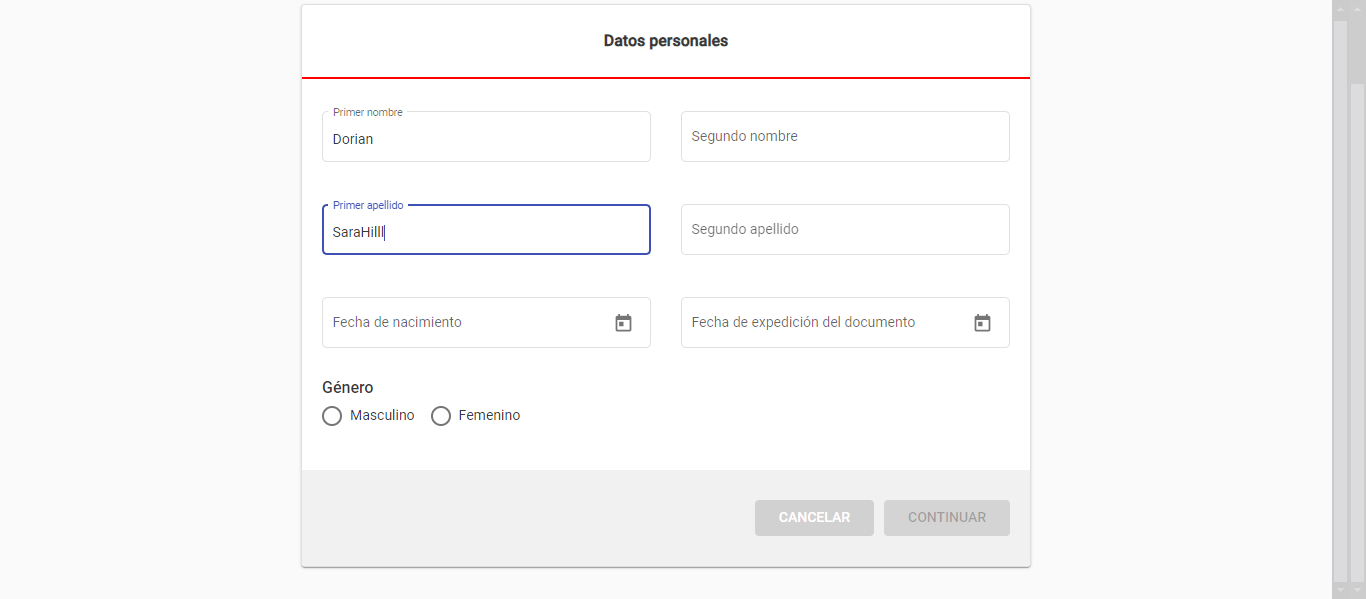 Datos personales
Primer nombre
Dorian
Segundo nombre
Primer apellido
SaraHilll
Segundo apellido
Fecha de nacimiento
Fecha de expedición del documento
Género
Masculino Femenino
CANCELAR CONTINUAR